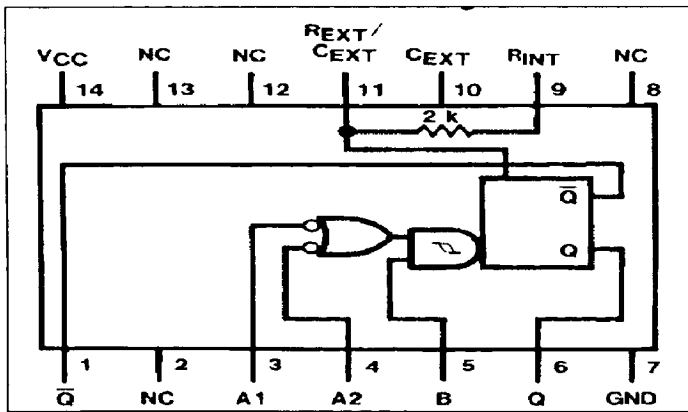 REXT/
VCC NC NC CEXT CEXT RINT NC
14 13 12 11 10 9 8
2 k
Q̅
Q
1 2 3 4 5 6 7
Q̅ NC A1 A2 B Q GND